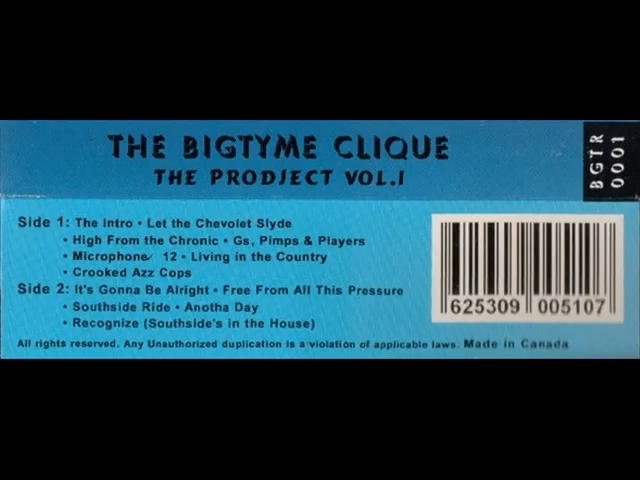 THE BIGTYME CLIQUE
THE PRODJECT VOL.I
BGTR
0001
Side 1: The Intro • Let the Chevolet Slyde
• High From the Chronic • Gs, Pimps & Players
• Microphone 12 • Living in the Country
• Crooked Azz Cops
Side 2: It's Gonna Be Alright • Free From All This Pressure
• Southside Ride • Anotha Day
• Recognize (Southside's in the House)
625309 005107
All rights reserved. Any Unauthorized duplication is a violation of applicable laws. Made in Canada